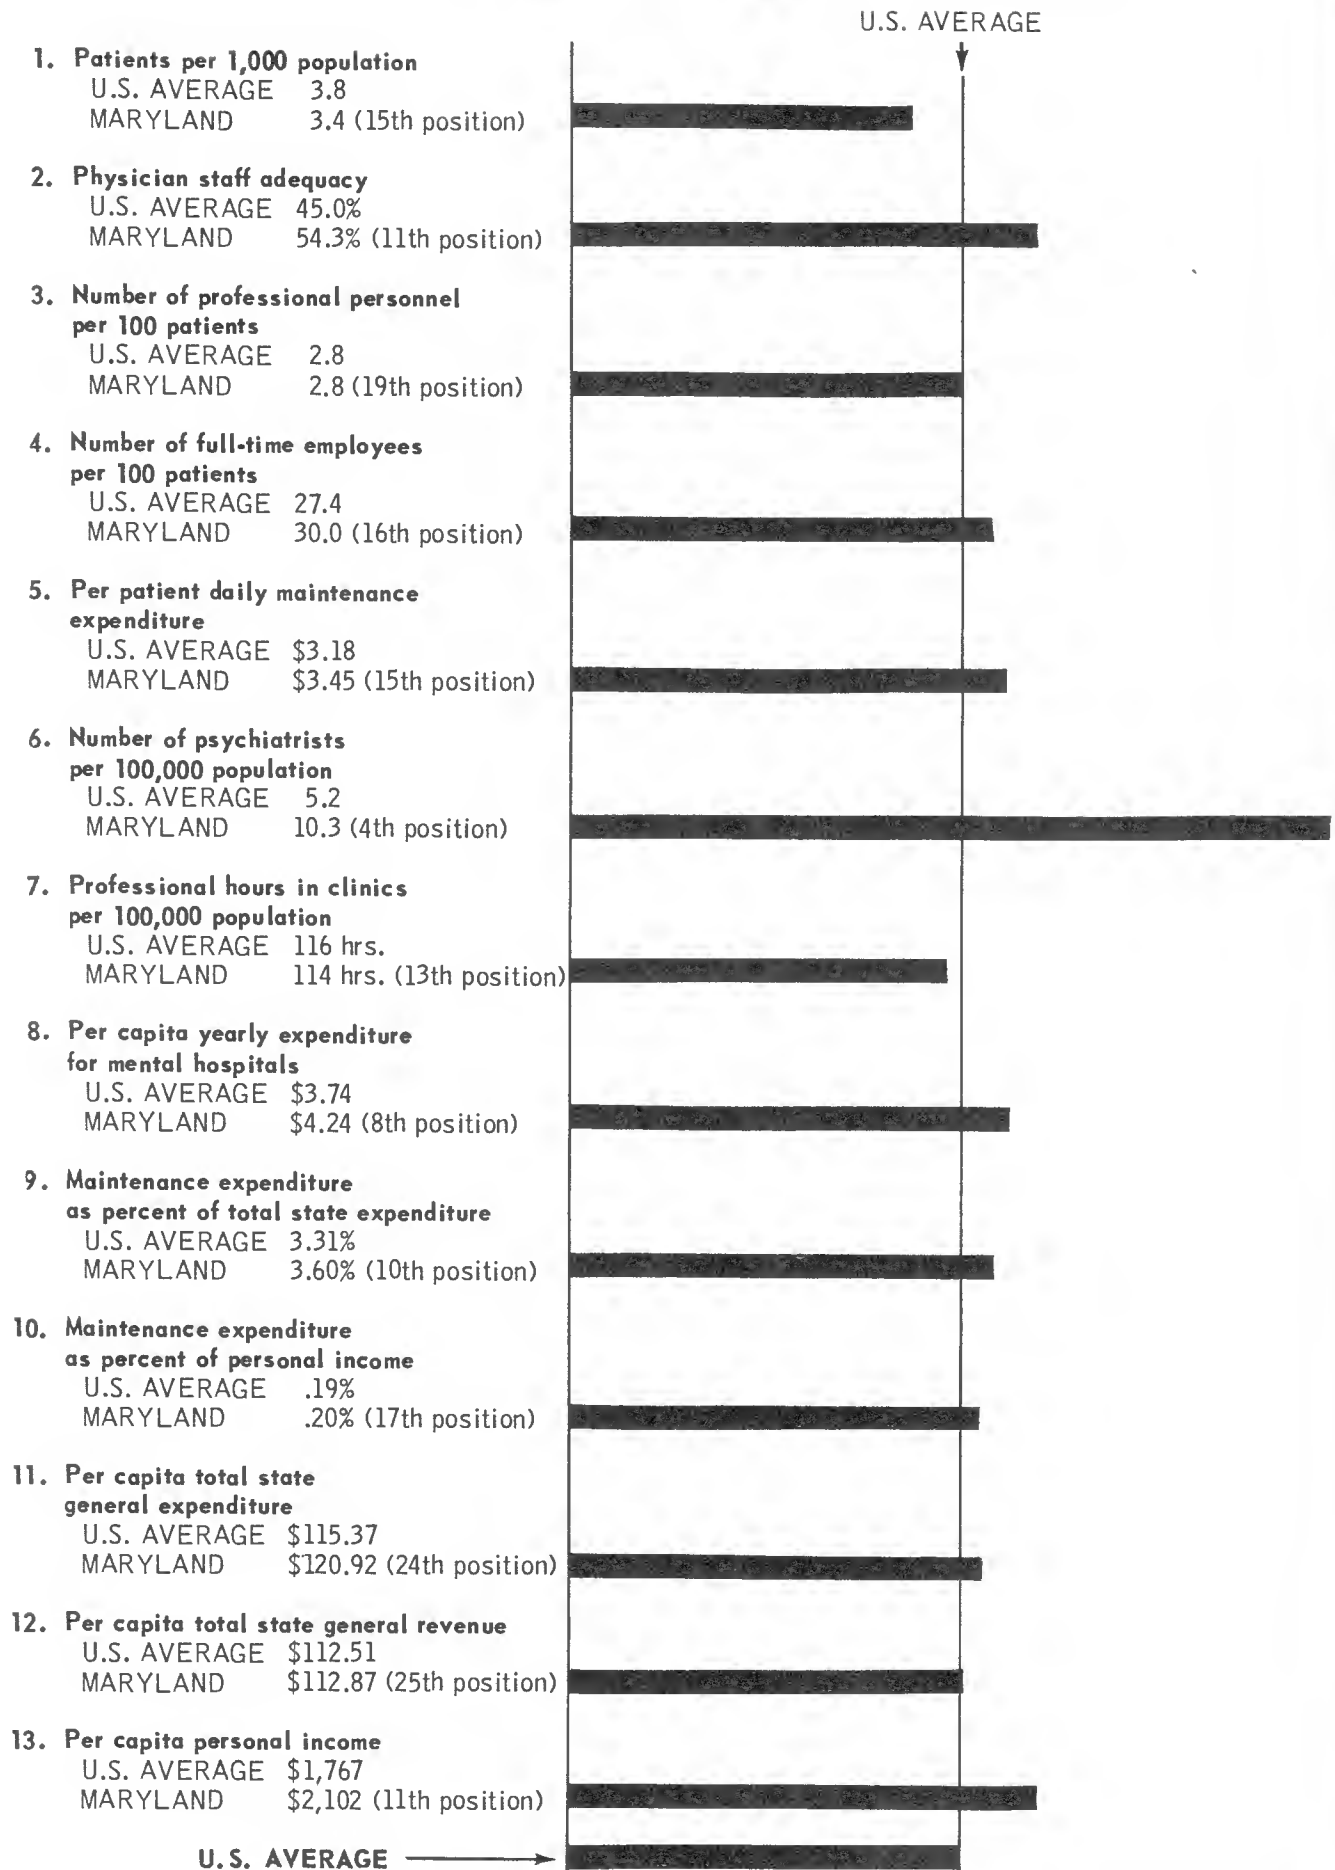 U.S. AVERAGE
1. Patients per 1,000 population
U.S. AVERAGE 3.8
MARYLAND 3.4 (15th position)
2. Physician staff adequacy
U.S. AVERAGE 45.0%
MARYLAND 54.3% (11th position)
3. Number of professional personnel
per 100 patients
U.S. AVERAGE 2.8
MARYLAND 2.8 (19th position)
4. Number of full-time employees
per 100 patients
U.S. AVERAGE 27.4
MARYLAND 30.0 (16th position)
5. Per patient daily maintenance
expenditure
U.S. AVERAGE $3.18
MARYLAND $3.45 (15th position)
6. Number of psychiatrists
per 100,000 population
U.S. AVERAGE 5.2
MARYLAND 10.3 (4th position)
7. Professional hours in clinics
per 100,000 population
U.S. AVERAGE 116 hrs.
MARYLAND 114 hrs. (13th position)
8. Per capita yearly expenditure
for mental hospitals
U.S. AVERAGE $3.74
MARYLAND $4.24 (8th position)
9. Maintenance expenditure
as percent of total state expenditure
U.S. AVERAGE 3.31%
MARYLAND 3.60% (10th position)
10. Maintenance expenditure
as percent of personal income
U.S. AVERAGE .19%
MARYLAND .20% (17th position)
11. Per capita total state
general expenditure
U.S. AVERAGE $115.37
MARYLAND $120.92 (24th position)
12. Per capita total state general revenue
U.S. AVERAGE $112.51
MARYLAND $112.87 (25th position)
13. Per capita personal income
U.S. AVERAGE $1,767
MARYLAND $2,102 (11th position)
U.S. AVERAGE